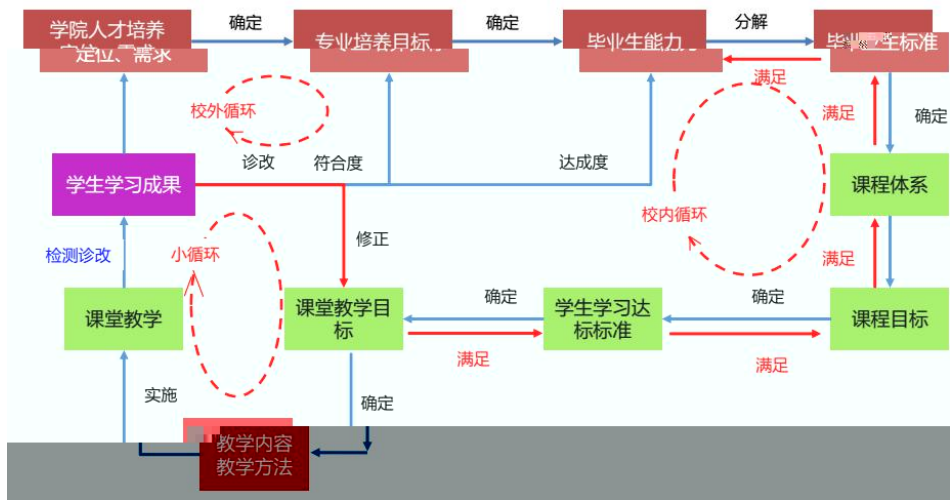 学院人才培养
定位、需求
确定
专业培养目标
确定
毕业生能力
分解
毕业生标准
满足
满足
确定
校外循环
诊改
符合度
达成度
学生学习成果
课程体系
校内循环
修正
检测诊改
小循环
满足
课堂教学
课堂教学目
标
确定
学生学习达
标标准
确定
课程目标
满足
满足
实施
确定
教学内容
教学方法